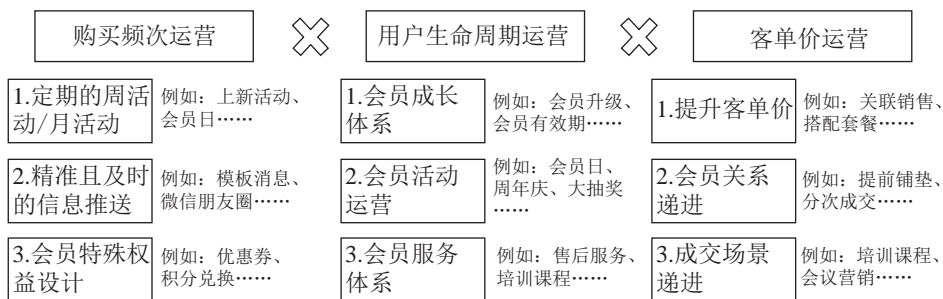 购买频次运营
用户生命周期运营
客单价运营
1.定期的周活
动/月活动
例如：上新活动、
会员日……
1.会员成长
体系
例如：会员升级、
会员有效期……
1.提升客单价
例如：关联销售、
搭配套餐……
2.精准且及时
的信息推送
例如：模板消息、
微信朋友圈……
2.会员活动
运营
例如：会员日、
周年庆、大抽奖
……
2.会员关系
递进
例如：提前铺垫、
分次成交……
3.会员特殊权
益设计
例如：优惠券、
积分兑换……
3.会员服务
体系
例如：售后服务、
培训课程……
3.成交场景
递进
例如：培训课程、
会议营销……